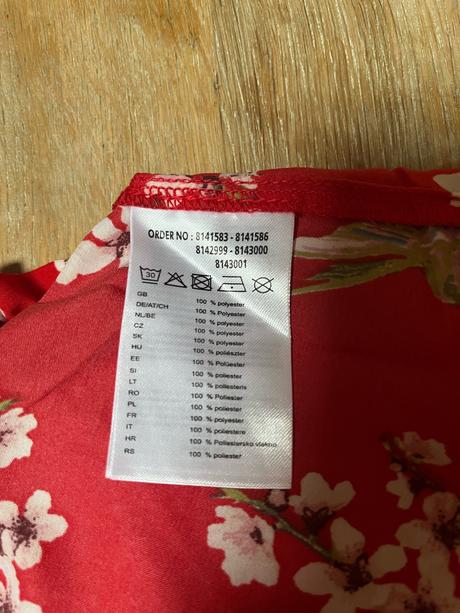 ORDER NO : 8141583 - 8141586
8142999 - 8143000
8143001
30
GB 100 % polyester
DE/AT/CH 100 % Polyester
NL/BE 100 % polyester
CZ 100 % polyester
SK 100 % polyester
HU 100 % poliészter
EE 100 % Polüester
SI 100 % poliester
LT 100 % poliesteris
RO 100 % poliester
PL 100 % poliester
FR 100 % polyester
IT 100 % poliestere
HR 100 % Poliestersko vlakno
RS 100 % poliester